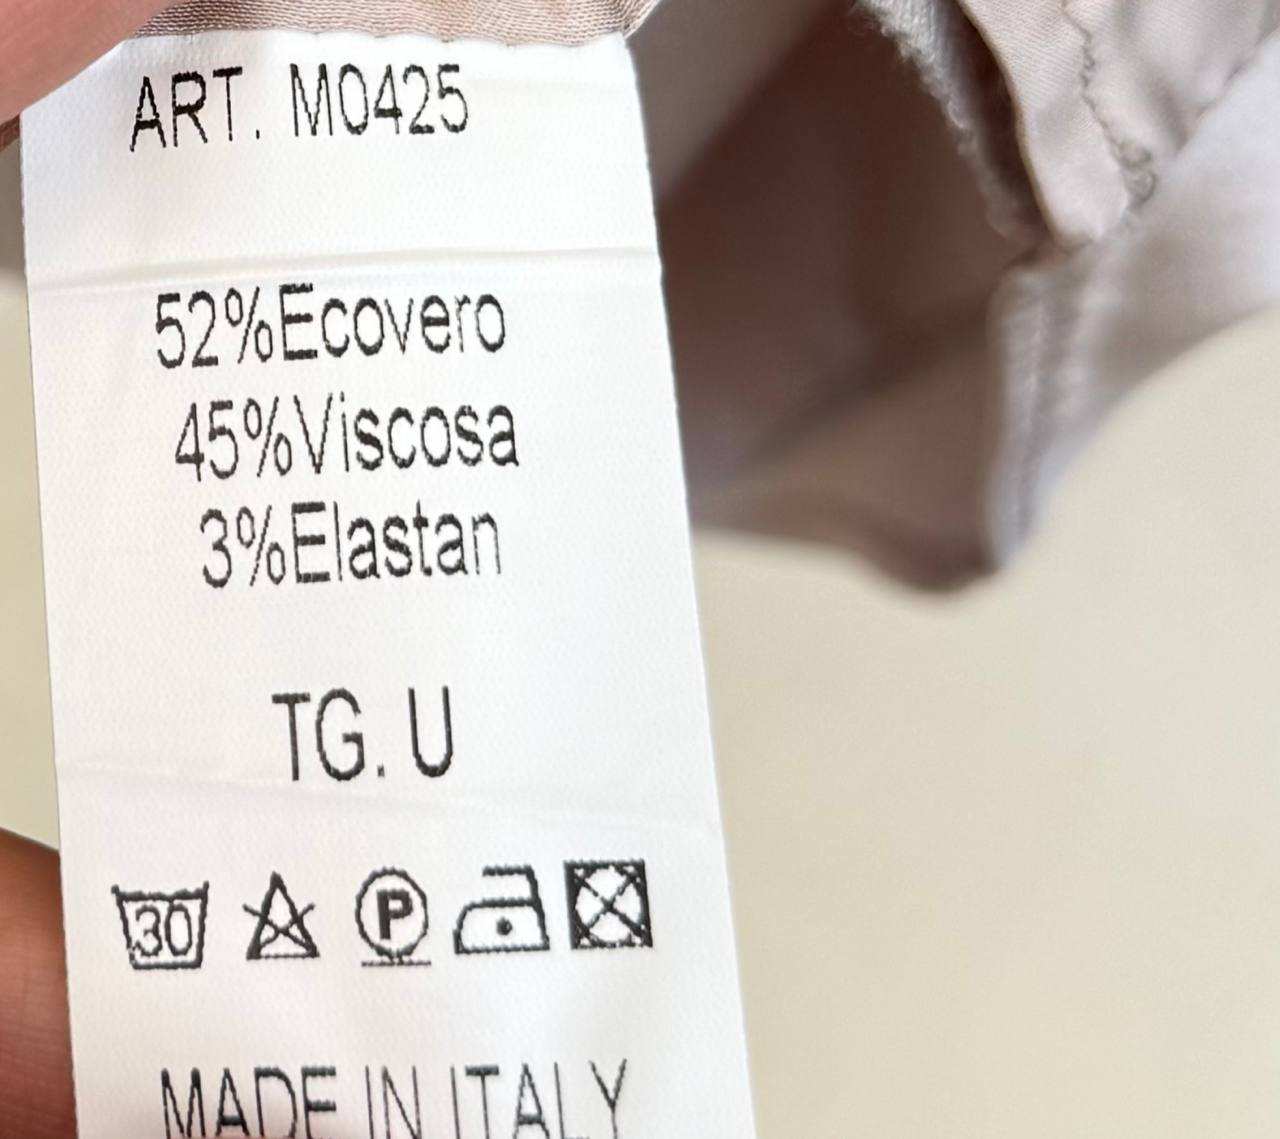 ART. M0425
52%Ecovero
45%Viscosa
3%Elastan
TG. U
30 P
MADE IN ITALY